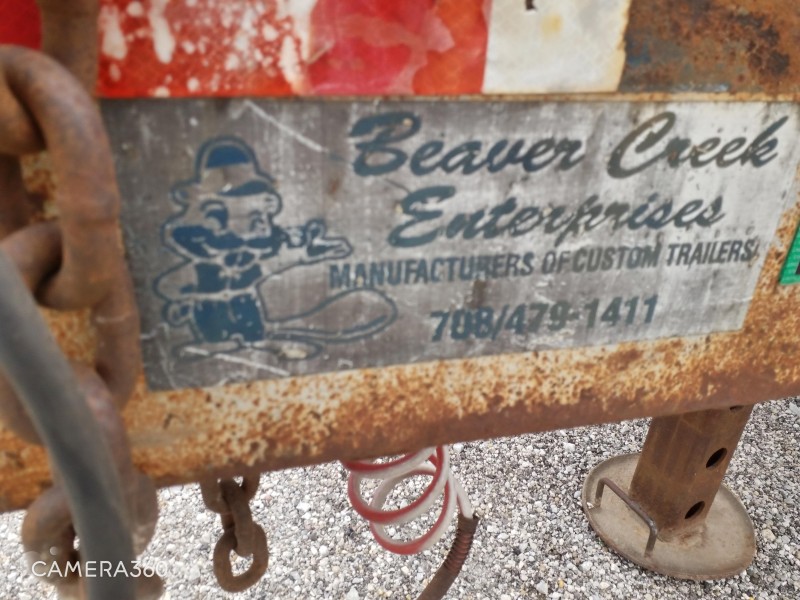 Beaver Creek
Enterprises
MANUFACTURERS OF CUSTOM TRAILERS
708/479-1411
CAMERA360